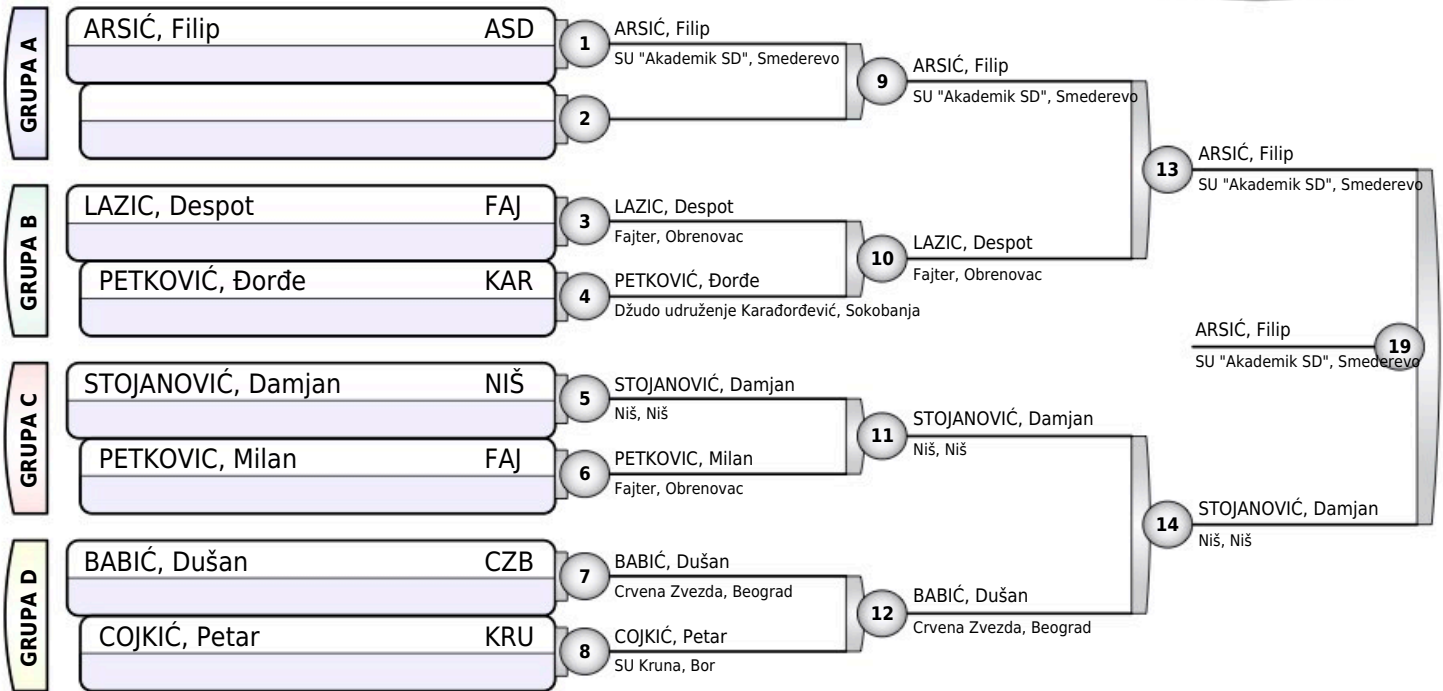 GRUPA A
ARSIĆ, Filip ASD
1
ARSIĆ, Filip
SU "Akademik SD", Smederevo
2
9
ARSIĆ, Filip
SU "Akademik SD", Smederevo
GRUPA B
LAZIC, Despot FAJ
3
LAZIC, Despot
Fajter, Obrenovac
PETKOVIĆ, Đorđe KAR
4
PETKOVIĆ, Đorđe
Džudo udruženje Karađorđević, Sokobanja
10
LAZIC, Despot
Fajter, Obrenovac
13
ARSIĆ, Filip
SU "Akademik SD", Smederevo
GRUPA C
STOJANOVIĆ, Damjan NIŠ
5
STOJANOVIĆ, Damjan
Niš, Niš
PETKOVIC, Milan FAJ
6
PETKOVIC, Milan
Fajter, Obrenovac
11
STOJANOVIĆ, Damjan
Niš, Niš
GRUPA D
BABIĆ, Dušan CZB
7
BABIĆ, Dušan
Crvena Zvezda, Beograd
COJKIĆ, Petar KRU
8
COJKIĆ, Petar
SU Kruna, Bor
12
BABIĆ, Dušan
Crvena Zvezda, Beograd
14
STOJANOVIĆ, Damjan
Niš, Niš
ARSIĆ, Filip
SU "Akademik SD", Smederevo
19